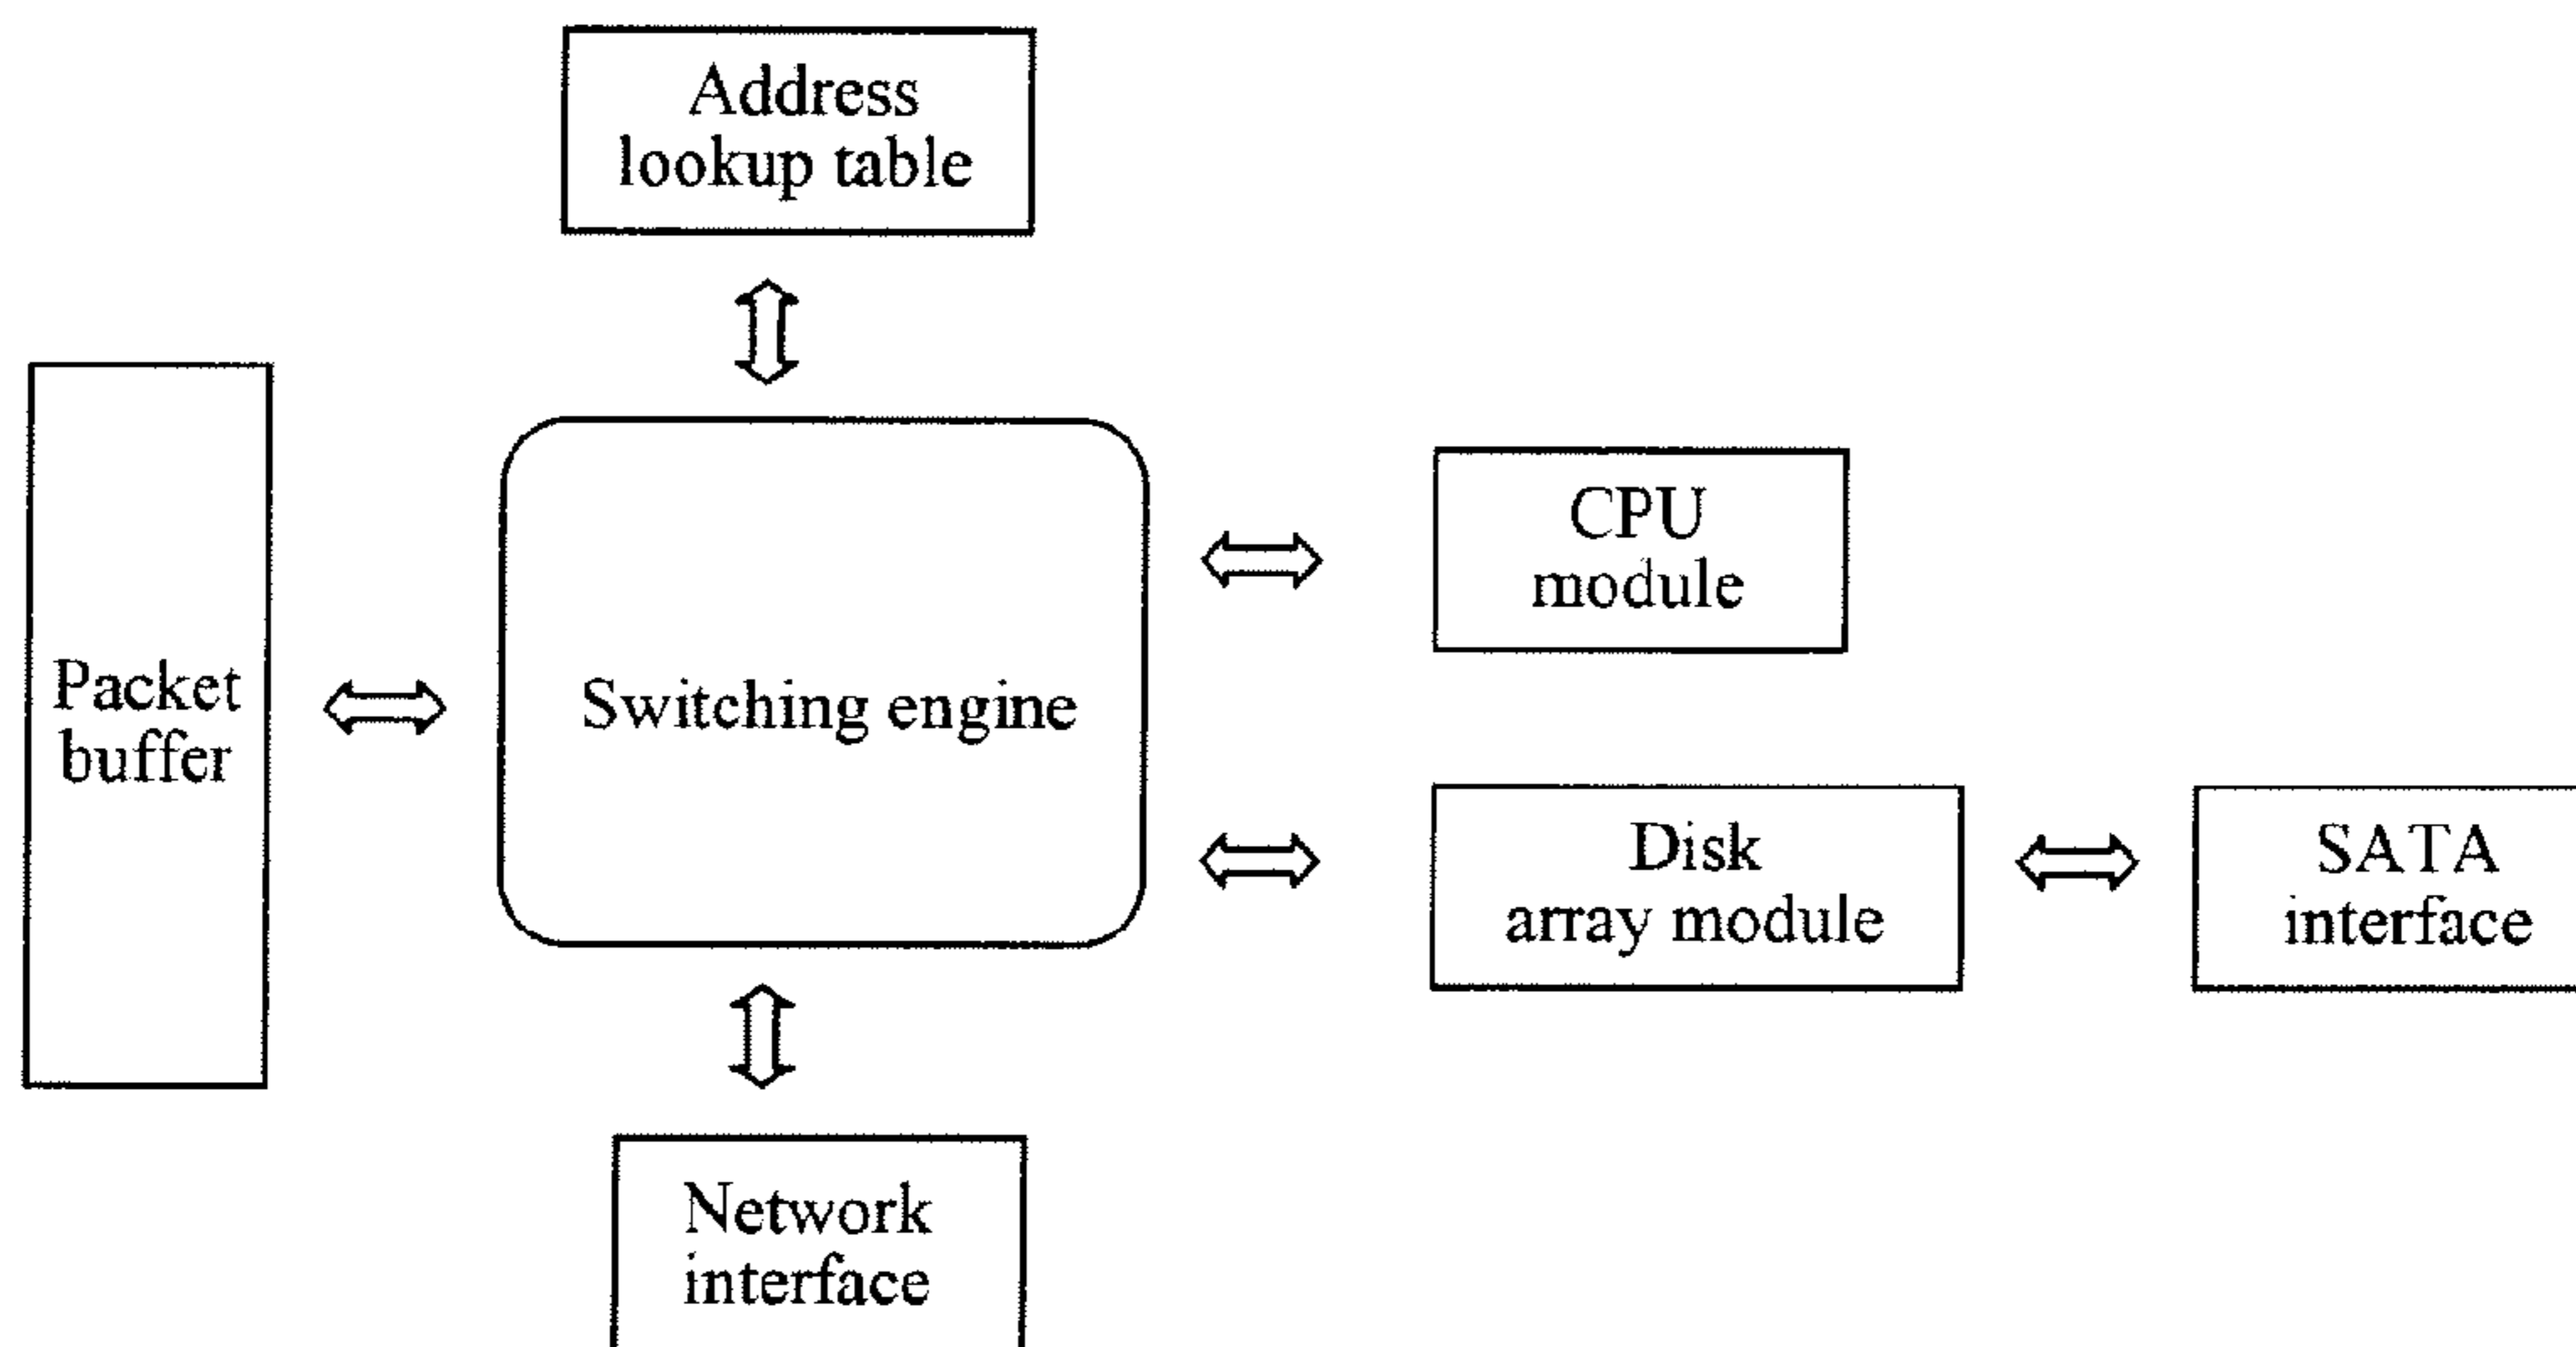 Address
lookup table
CPU
module
Packet
buffer
Switching engine
Disk
array module
SATA
interface
Network
interface